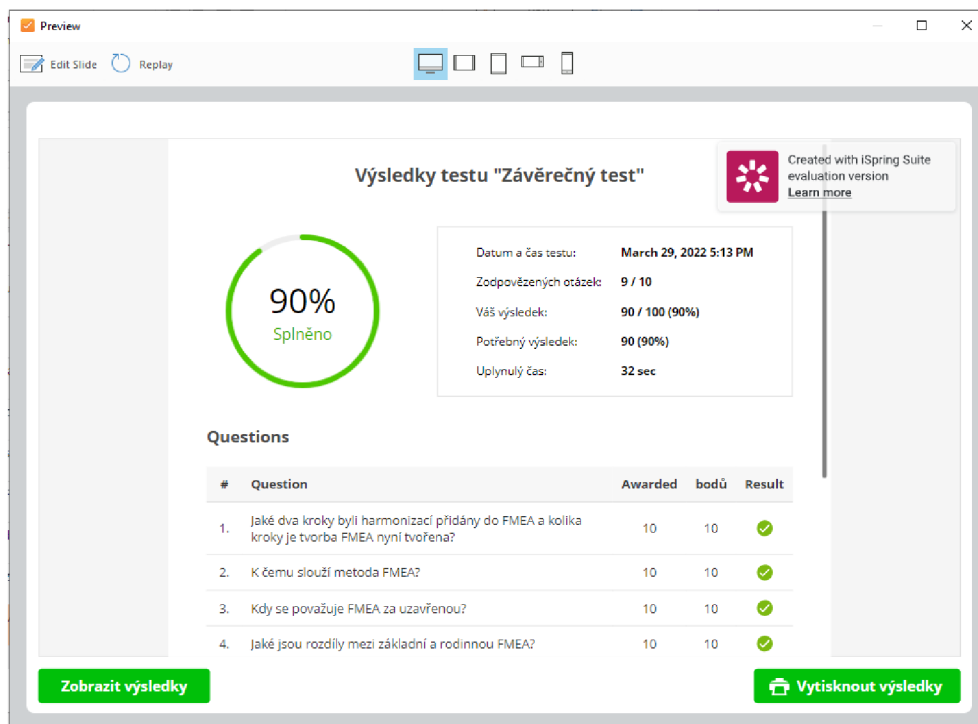 Preview
Edit Slide
Replay
Created with iSpring Suite
evaluation version
Learn more
Výsledky testu "Závěrečný test"
90%
Splněno
Datum a čas testu: March 29, 2022 5:13 PM
Zodpovězených otázek: 9 / 10
Váš výsledek: 90 / 100 (90%)
Potřebný výsledek: 90 (90%)
Uplynulý čas: 32 sec
Questions
# Question Awarded bodů Result
1. Jaké dva kroky byli harmonizací přidány do FMEA a kolika 10 10
kroky je tvorba FMEA nyní tvořena?
2. K čemu slouží metoda FMEA? 10 10
3. Kdy se považuje FMEA za uzavřenou? 10 10
4. Jaké jsou rozdíly mezi základní a rodinnou FMEA? 10 10
Zobrazit výsledky
Vytisknout výsledky